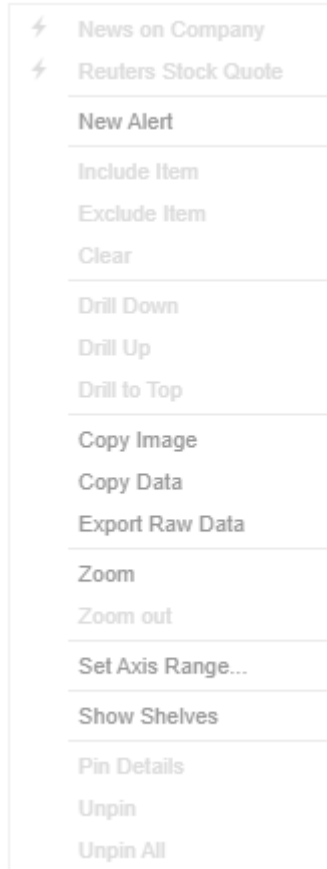 News on Company
Reuters Stock Quote
New Alert
Include Item
Exclude Item
Clear
Drill Down
Drill Up
Drill to Top
Copy Image
Copy Data
Export Raw Data
Zoom
Zoom out
Set Axis Range...
Show Shelves
Pin Details
Unpin
Unpin All